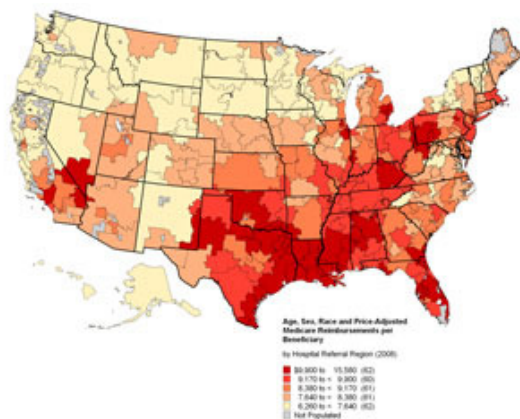 Age, Sex, Race and Price-Adjusted
Medicare Reimbursements per
Beneficiary
by Hospital Referral Region (2008)
$9,900 to 15,560 (62)
9,170 to < 9,900 (60)
8,380 to < 9,170 (61)
7,640 to < 8,380 (61)
6,260 to < 7,640 (62)
Not Populated